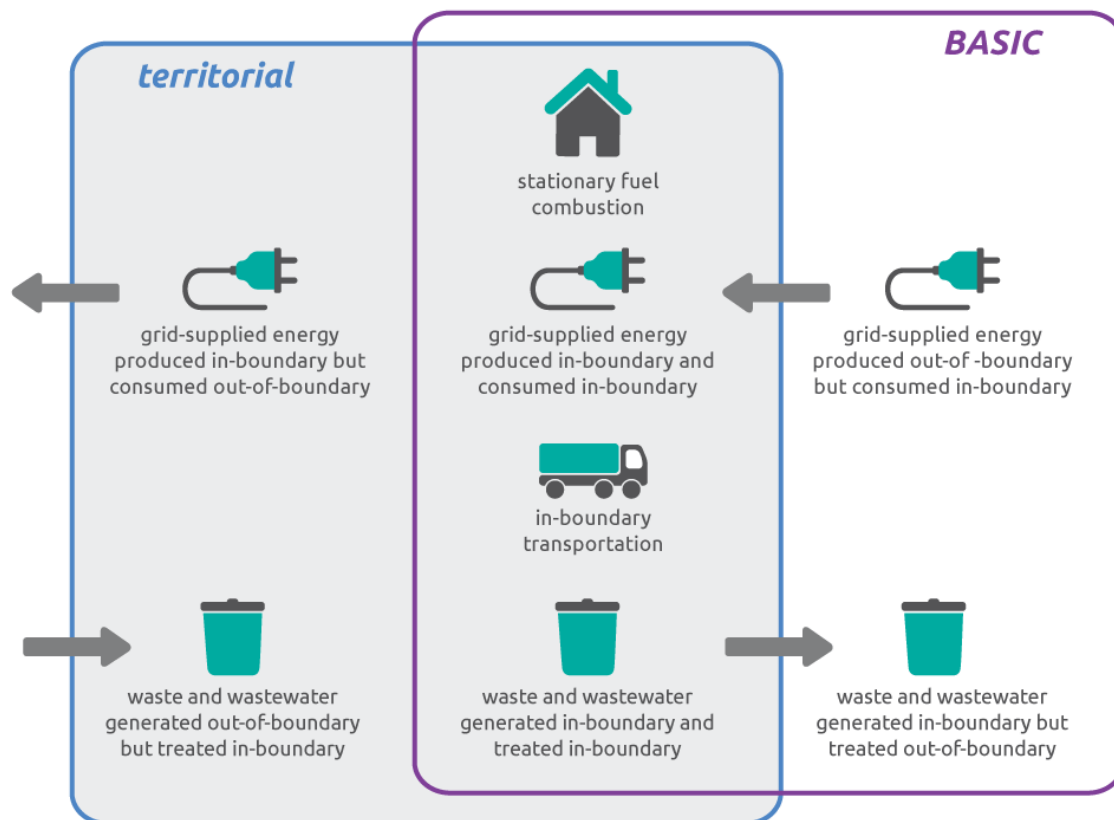 BASIC
territorial
stationary fuel
combustion
grid-supplied energy
produced in-boundary but
consumed out-of-boundary
grid-supplied energy
produced in-boundary and
consumed in-boundary
grid-supplied energy
produced out-of -boundary
but consumed in-boundary
in-boundary
transportation
waste and wastewater
generated out-of-boundary
but treated in-boundary
waste and wastewater
generated in-boundary and
treated in-boundary
waste and wastewater
generated in-boundary but
treated out-of-boundary